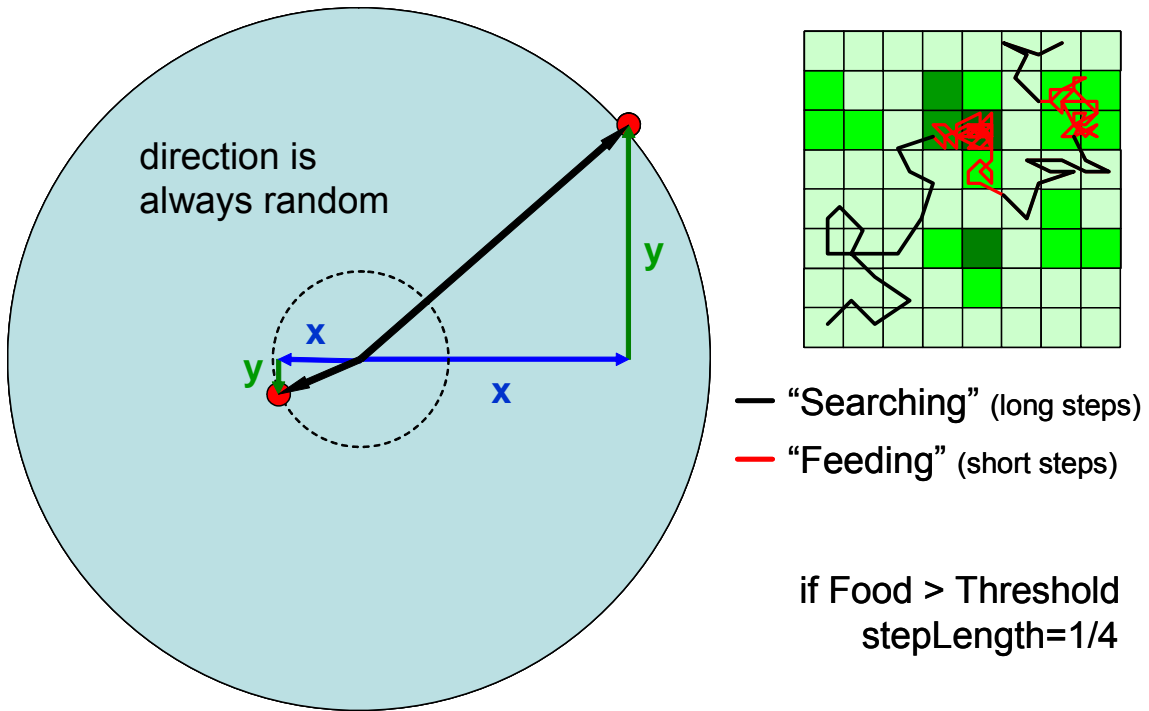 direction is
always random
y
x
y
x
“Searching” (long steps)
“Feeding” (short steps)
if Food > Threshold
stepLength=1/4